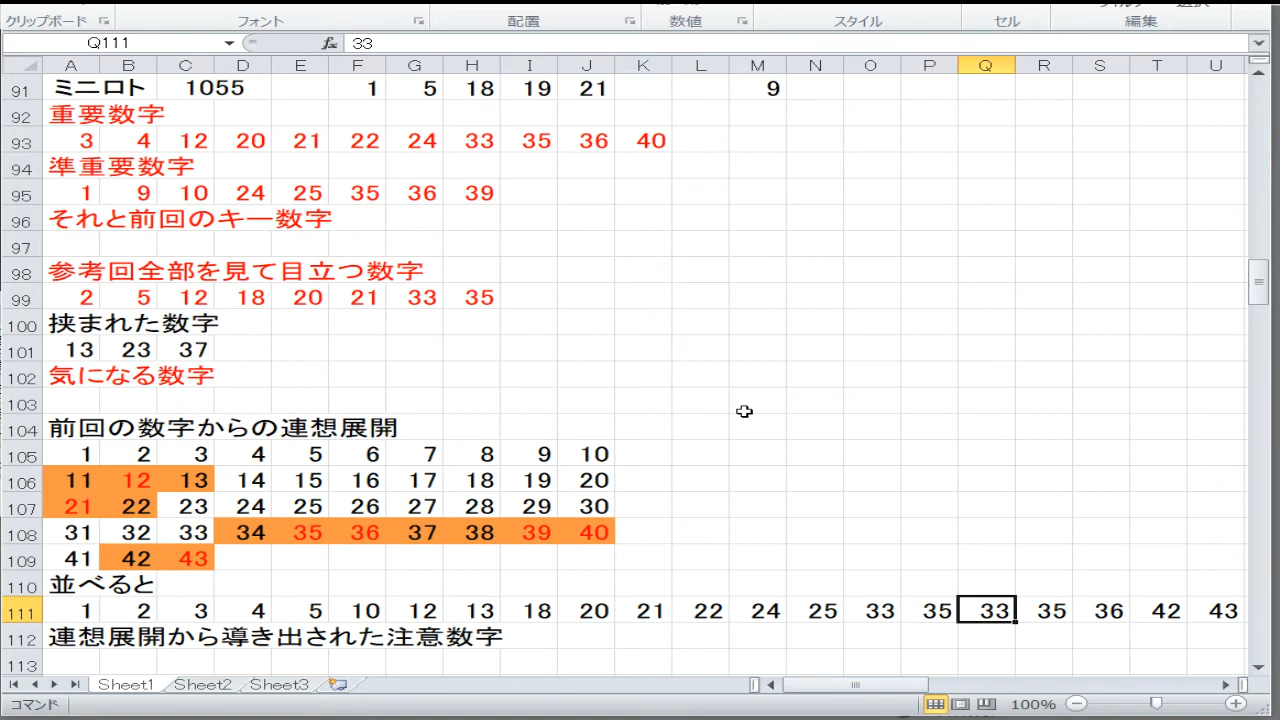 クリップボード フォント 配置 数値 スタイル セル 編集
Q111 fx 33
A B C D E F G H I J K L M N O P Q R S T U
91 ミニロト 1055 1 5 18 19 21 9
92 重要数字
93 3 4 12 20 21 22 24 33 35 36 40
94 準重要数字
95 1 9 10 24 25 35 36 39
96 それと前回のキー数字
97
98 参考回全部を見て目立つ数字
99 2 5 12 18 20 21 33 35
100 挟まれた数字
101 13 23 37
102 気になる数字
103
104 前回の数字からの連想展開
105 1 2 3 4 5 6 7 8 9 10
106 11 12 13 14 15 16 17 18 19 20
107 21 22 23 24 25 26 27 28 29 30
108 31 32 33 34 35 36 37 38 39 40
109 41 42 43
110 並べると
111 1 2 3 4 5 10 12 13 18 20 21 22 24 25 33 35 33 35 36 42 43
112 連想展開から導き出された注意数字
113
Sheet1 Sheet2 Sheet3
コマンド 100%